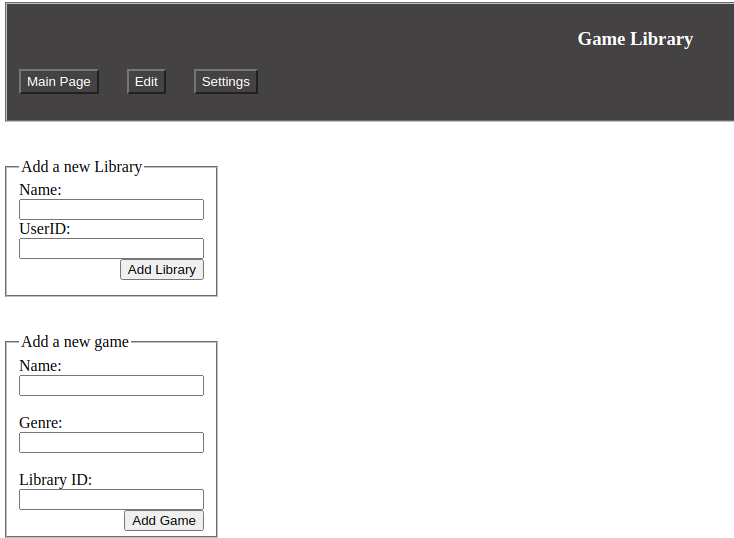 Game Library
Main Page Edit Settings
Add a new Library
Name:
UserID:
Add Library
Add a new game
Name:
Genre:
Library ID:
Add Game